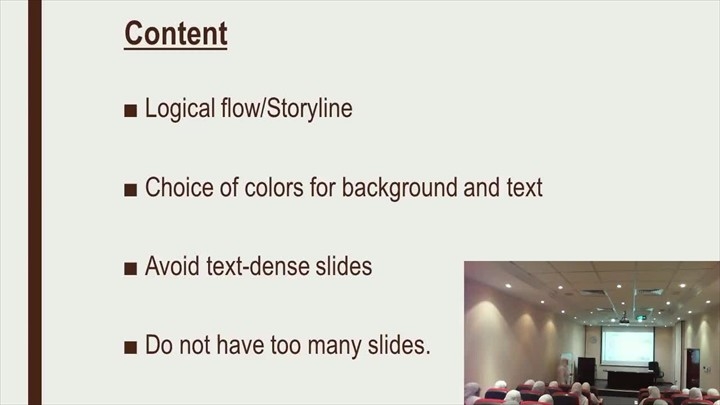 Content
■ Logical flow/Storyline
■ Choice of colors for background and text
■ Avoid text-dense slides
■ Do not have too many slides.